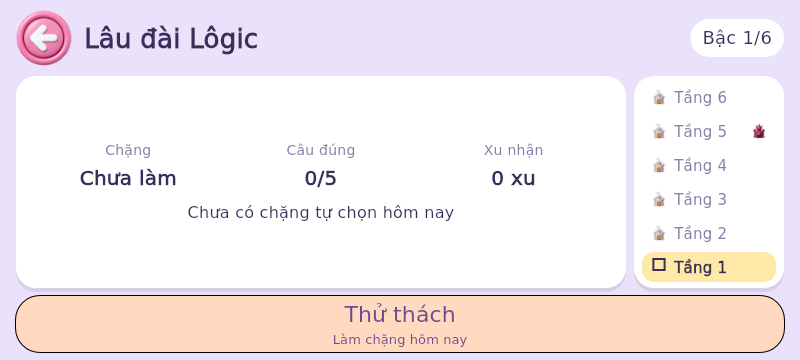 Lâu đài Lôgic
Bậc 1/6
Chặng
Câu đúng
Xu nhận
Chưa làm
0/5
0 xu
Chưa có chặng tự chọn hôm nay
Tầng 6
Tầng 5
Tầng 4
Tầng 3
Tầng 2
Tầng 1
Thử thách
Làm chặng hôm nay